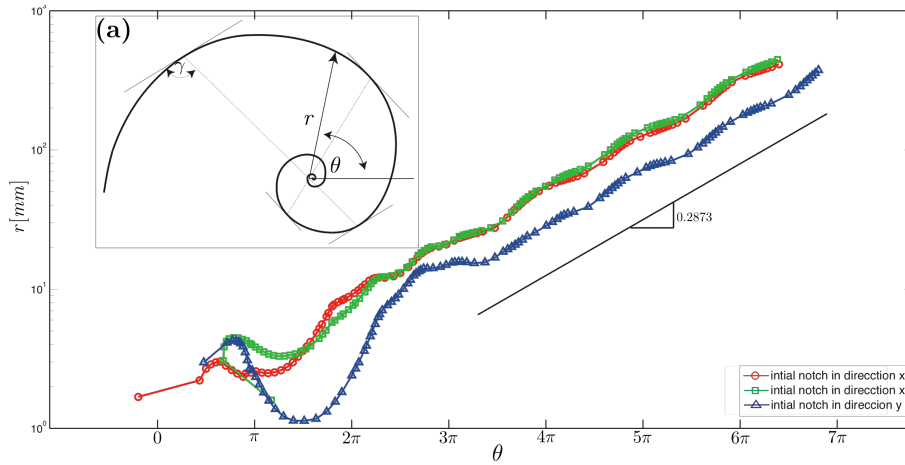 (a)
γ
r
θ
10³
10²
10¹
10⁰
r [mm]
0.2873
intial notch in direcction x
intial notch in direcction x
intial notch in direccion y
0 π 2π 3π 4π 5π 6π 7π
θ